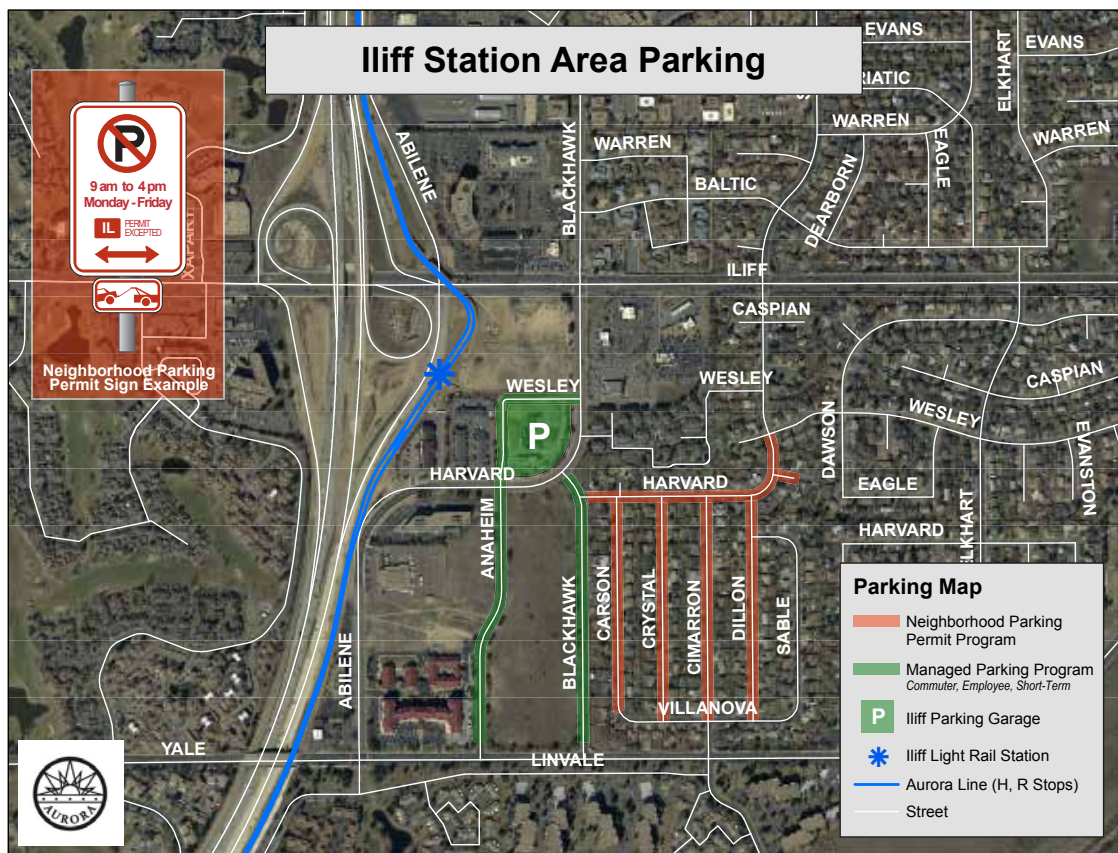 Iliff Station Area Parking
EVANS
EVANS
ELKHART
RIATIC
WARREN
WARREN
WARREN
EAGLE
ABILENE
BLACKHAWK
BALTIC
DEARBORN
P
9 am to 4 pm
Monday - Friday
IL PERMIT
EXCEPTED
XAPARI
Neighborhood Parking
Permit Sign Example
ILIFF
CASPIAN
WESLEY
WESLEY
CASPIAN
WESLEY
DAWSON
EVANSTON
P
HARVARD
HARVARD
EAGLE
HARVARD
ELKHART
ANAHEIM
BLACKHAWK
CARSON
CRYSTAL
CIMARRON
DILLON
SABLE
ABILENE
VILLANOVA
YALE
LINVALE
AURORA
Parking Map
Neighborhood Parking
Permit Program
Managed Parking Program
Commuter, Employee, Short-Term
P Iliff Parking Garage
Iliff Light Rail Station
Aurora Line (H, R Stops)
Street